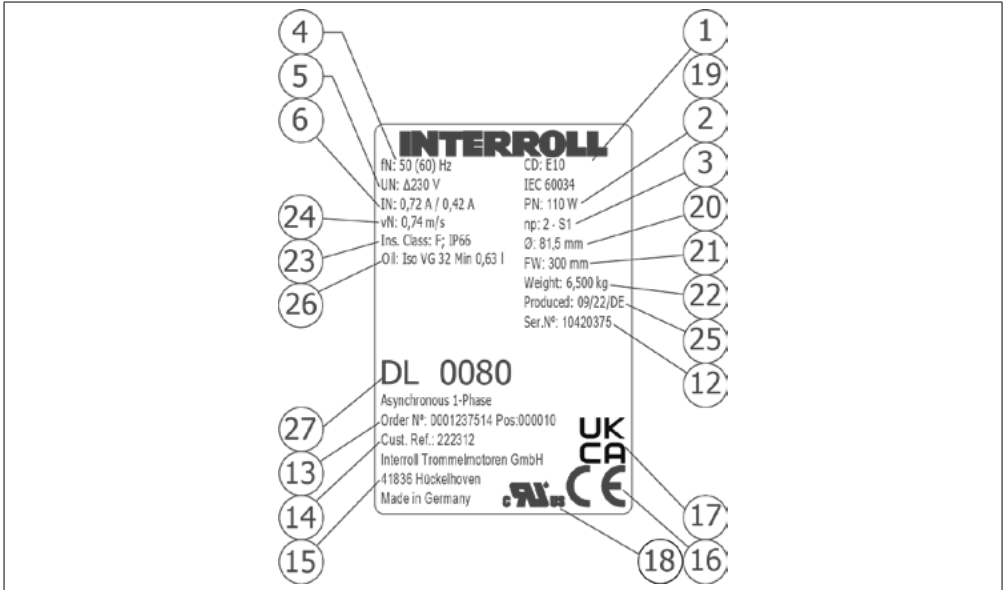 4
5
6
24
23
26
27
13
14
15
1
19
2
3
20
21
22
25
12
17
16
18
INTERROLL
fN: 50 (60) Hz
UN: Δ230 V
IN: 0,72 A / 0,42 A
vN: 0,74 m/s
Ins. Class: F; IP66
Oil: Iso VG 32 Min 0,63 l
CD: E10
IEC 60034
PN: 110 W
np: 2 - S1
Ø: 81,5 mm
FW: 300 mm
Weight: 6,500 kg
Produced: 09/22/DE
Ser.Nº: 10420375
DL 0080
Asynchronous 1-Phase
Order Nº: 0001237514 Pos:000010
Cust. Ref.: 222312
Interroll Trommelmotoren GmbH
41836 Hückelhoven
Made in Germany
UK
CA
c RU US
CE